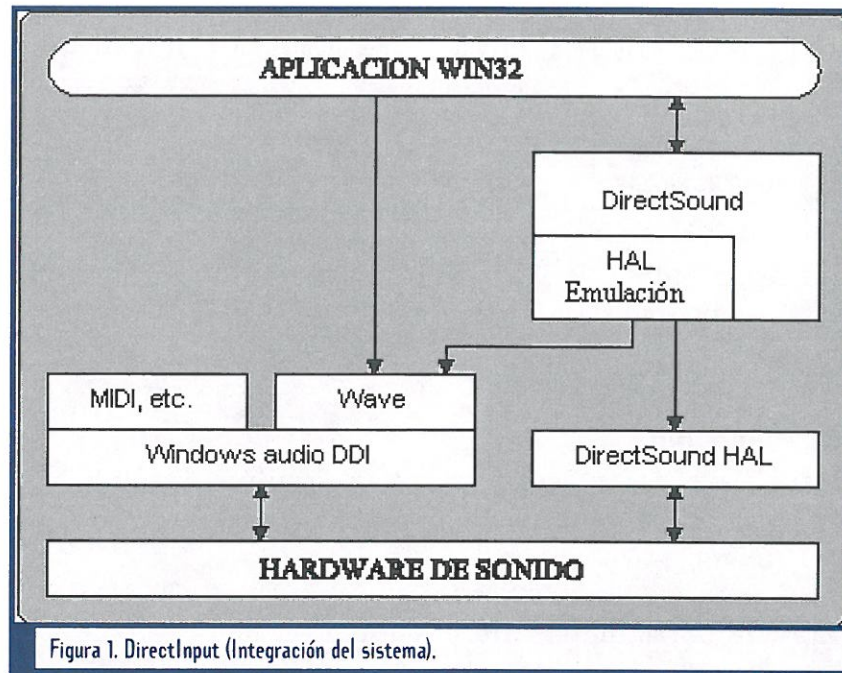 APLICACION WIN32
DirectSound
HAL
Emulación
MIDI, etc.
Wave
Windows audio DDI
DirectSound HAL
HARDWARE DE SONIDO
Figura 1. DirectInput (Integración del sistema).